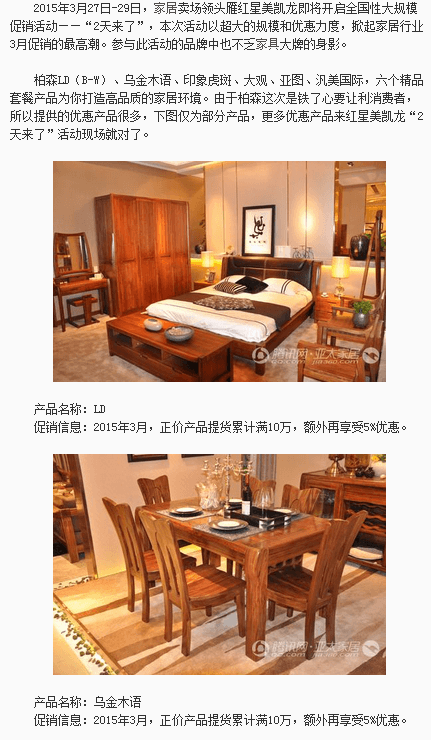 2015年3月27日-29日，家居卖场领头雁红星美凯龙即将开启全国性大规模
促销活动——“2天来了”，本次活动以超大的规模和优惠力度，掀起家居行业
3月促销的最高潮。参与此活动的品牌中也不乏家具大牌的身影。
柏森LD（B-W）、乌金木语、印象虎斑、大观、亚图、汎美国际，六个精品
套餐产品为你打造高品质的家居环境。由于柏森这次是铁了心要让利消费者，
所以提供的优惠产品很多，下图仅为部分产品，更多优惠产品来红星美凯龙“2
天来了”活动现场就对了。
腾讯网·亚太家居
qq.com jia360.com
产品名称：LD
促销信息：2015年3月，正价产品提货累计满10万，额外再享受5%优惠。
腾讯网·亚太家居
qq.com jia360.com
产品名称：乌金木语
促销信息：2015年3月，正价产品提货累计满10万，额外再享受5%优惠。